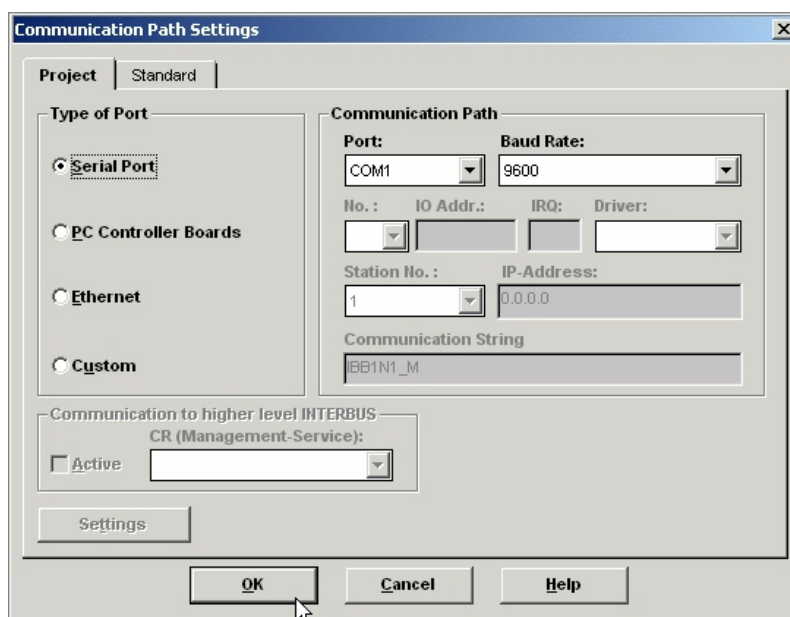 Communication Path Settings
Project Standard
Type of Port
Serial Port
PC Controller Boards
Ethernet
Custom
Communication Path
Port: Baud Rate:
COM1 9600
No. : IO Addr.: IRQ: Driver:
Station No. : IP-Address:
1 0.0.0.0
Communication String
IBB1N1_M
Communication to higher level INTERBUS
CR (Management-Service):
Active
Settings
OK Cancel Help